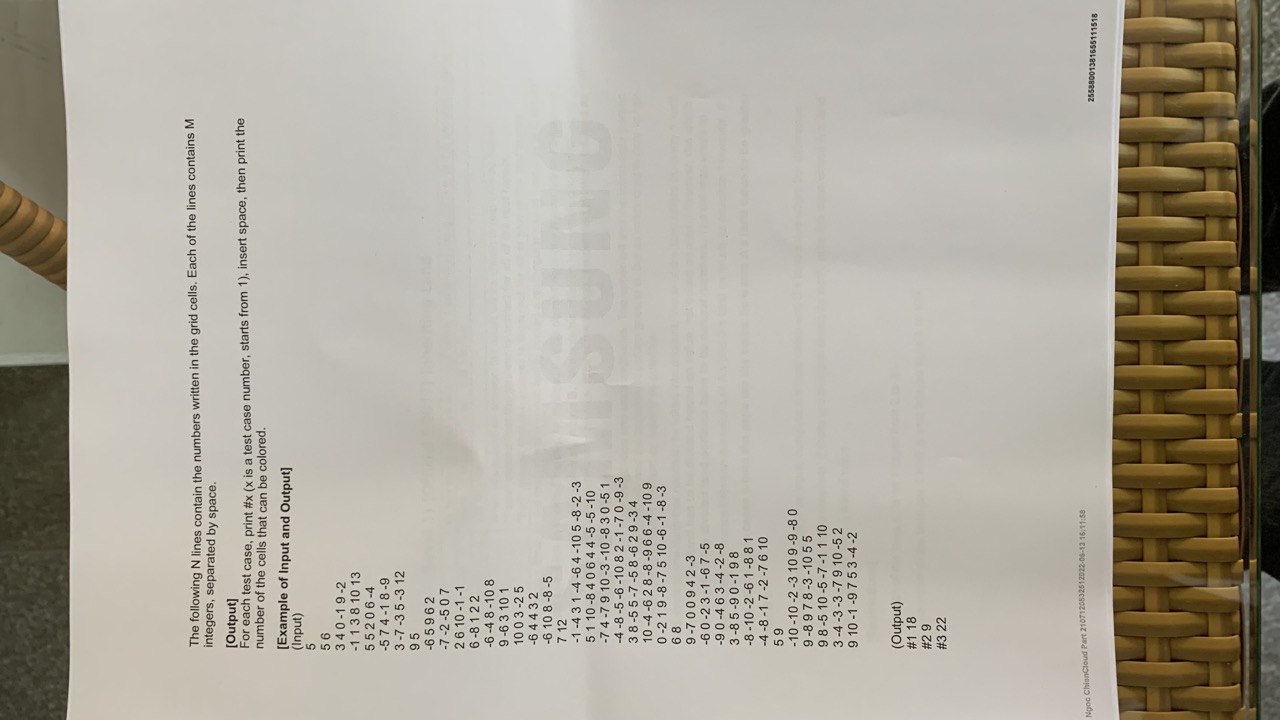 The following N lines contain the numbers written in the grid cells. Each of the lines contains M
integers, separated by space.
[Output]
For each test case, print #x (x is a test case number, starts from 1), insert space, then print the
number of the cells that can be colored.
[Example of Input and Output]
(Input)
5
5 6
3 4 0 -1 9 -2
-1 1 3 8 10 13
5 5 2 0 6 -4
-5 7 4 -1 8 -9
3 -7 -3 5 -3 12
9 5
-6 5 9 6 2
-7 -2 -5 0 7
2 6 10 -1 -1
6 -8 1 2 2
-6 -4 8 -10 8
9 -6 3 10 1
10 0 3 -2 5
-6 4 4 3 2
-6 10 8 -8 -5
7 12
-1 -4 3 1 -4 -6 4 -10 5 -8 -2 -3
5 1 10 -8 4 0 6 4 4 -5 -5 -10
-7 4 -7 9 10 -3 -10 -8 3 0 -5 1
-4 -8 -5 -6 -10 8 2 -1 -7 0 -9 -3
3 8 -5 5 -7 -5 8 -6 2 9 -3 4
10 -4 -6 2 8 -8 -9 6 6 -4 -10 9
0 -2 1 9 -8 -7 5 10 -6 -1 -8 -3
6 8
9 -7 0 0 9 4 2 -3
-6 0 -2 3 -1 -6 7 -5
-9 0 -4 6 3 -4 -2 -8
3 -8 5 -9 0 -1 9 8
-8 -10 -2 -6 1 -8 8 1
-4 -8 -1 7 -2 -7 6 10
5 9
-10 -10 -2 -3 10 9 -9 -8 0
9 -8 9 7 8 -3 -10 5 5
9 8 -5 10 -5 -7 -1 1 10
3 -4 -3 -3 -7 9 10 -5 2
9 10 -1 -9 7 5 3 -4 -2
(Output)
#1 18
#2 9
#3 22
Ngoc ChienCloud Part
25588001381655111518